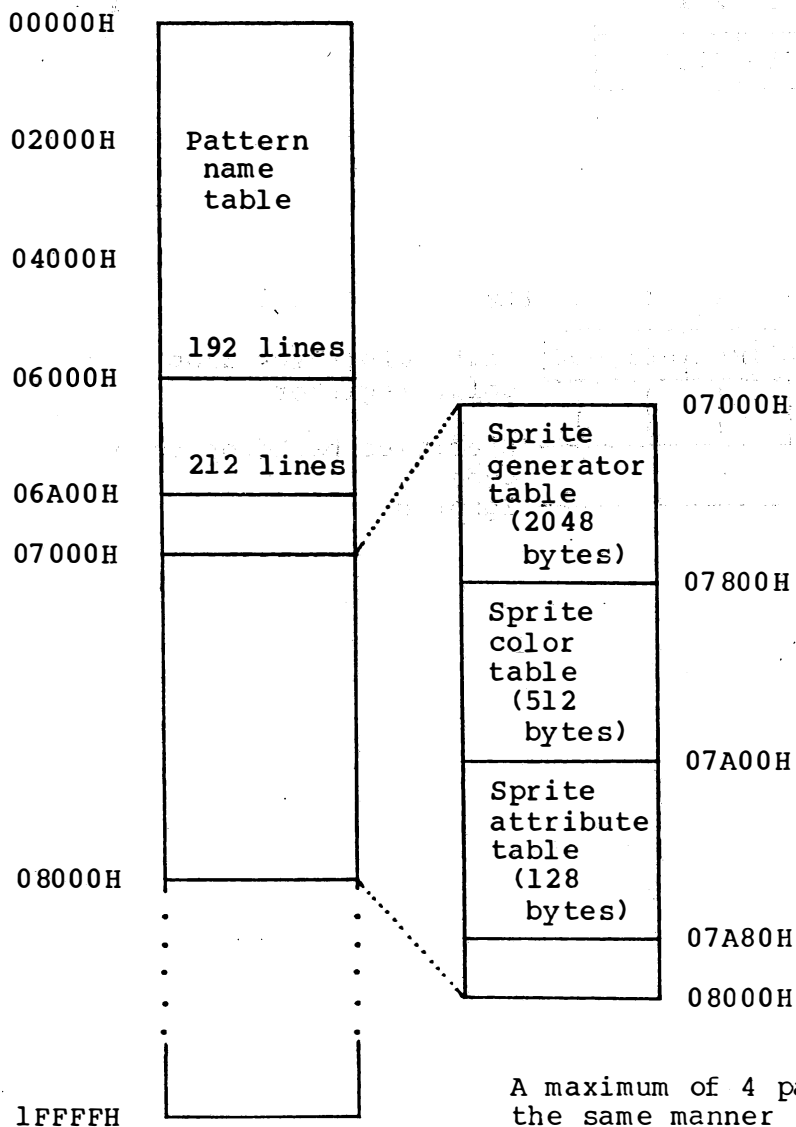 00000H
02000H
Pattern
name
table
04000H
192 lines
06000H
212 lines
06A00H
07000H
08000H
1FFFFH
07000H
Sprite
generator
table
(2048
bytes)
07800H
Sprite
color
table
(512
bytes)
07A00H
Sprite
attribute
table
(128
bytes)
07A80H
08000H
A maximum of 4
the same manner